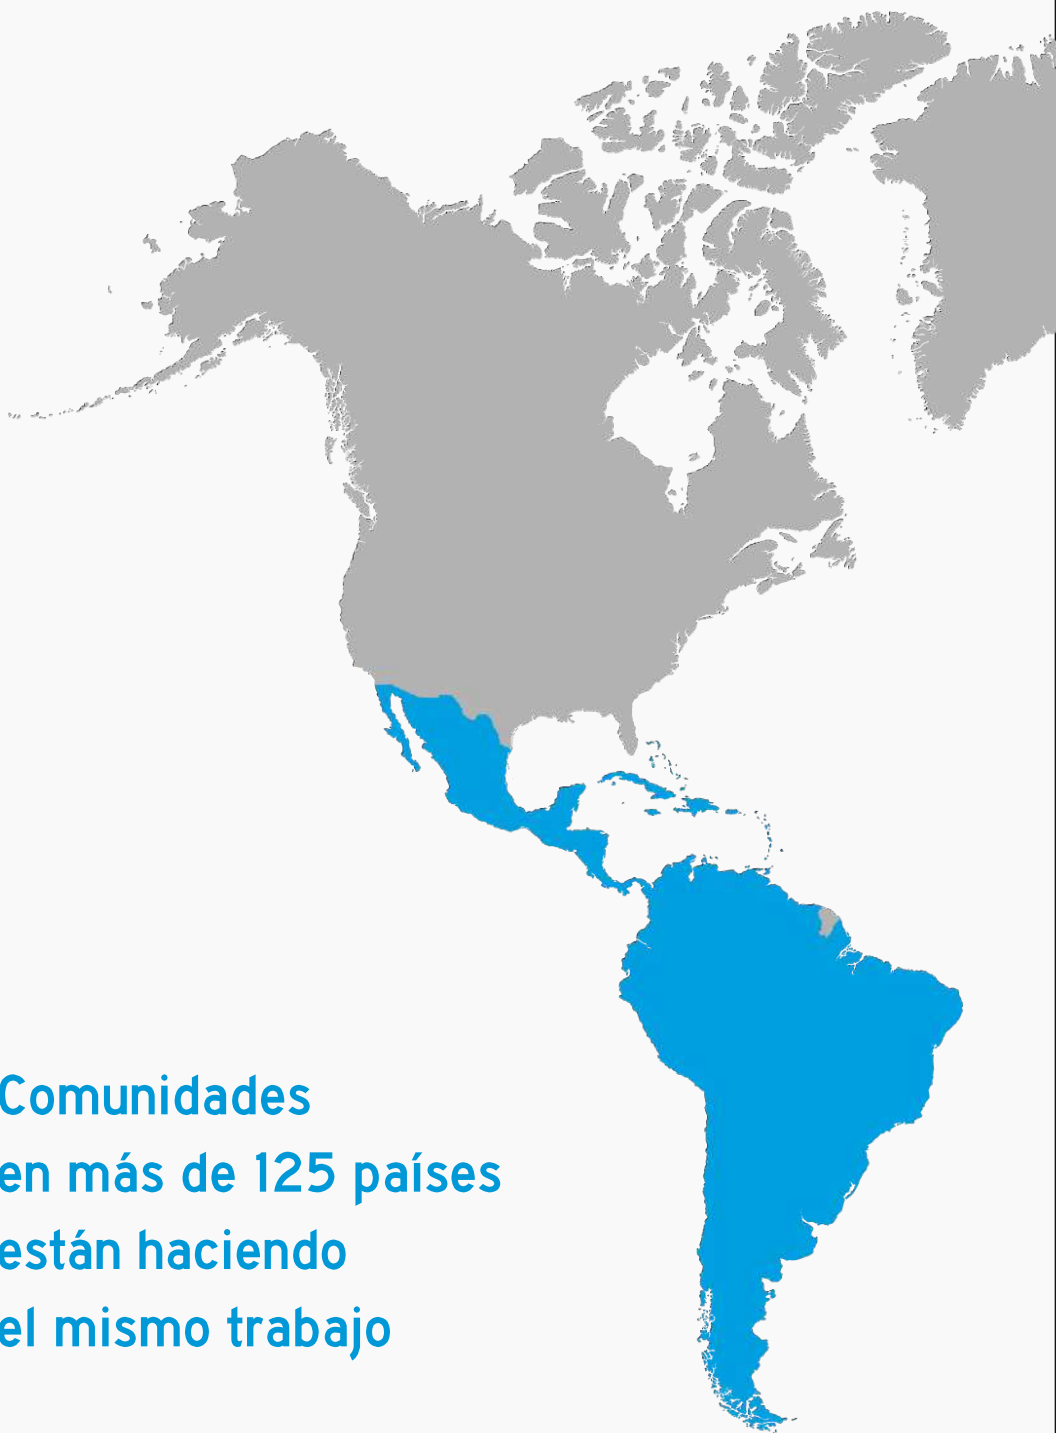 Comunidades
en más de 125 países
están haciendo
el mismo trabajo